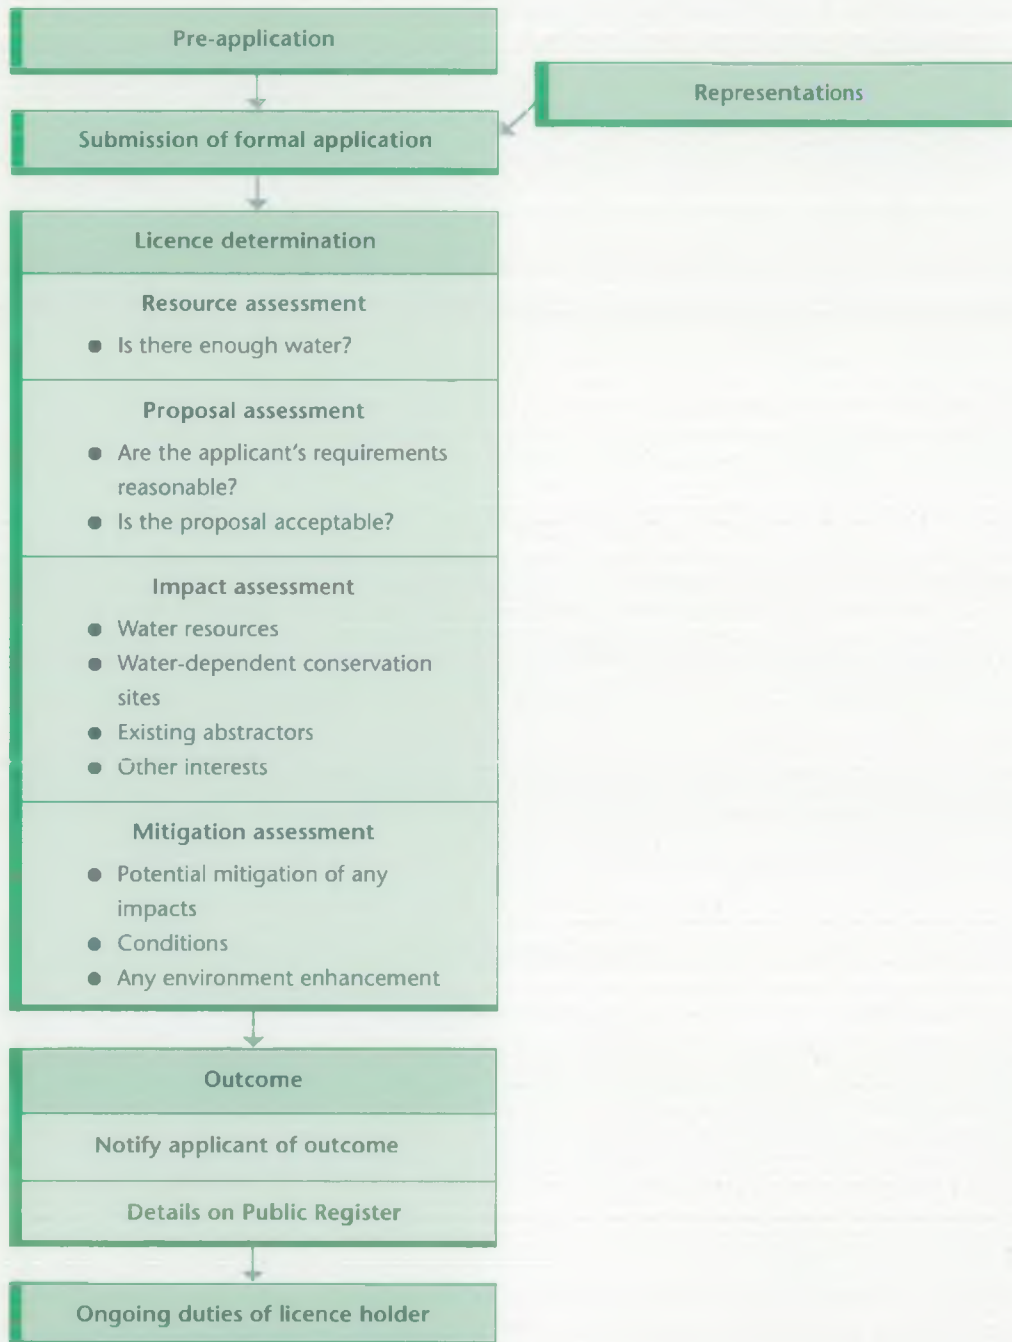 Pre-application
Representations
Submission of formal application
Licence determination
Resource assessment
● Is there enough water?
Proposal assessment
● Are the applicant's requirements
reasonable?
● Is the proposal acceptable?
Impact assessment
● Water resources
● Water-dependent conservation
sites
● Existing abstractors
● Other interests
Mitigation assessment
● Potential mitigation of any
impacts
● Conditions
● Any environment enhancement
Outcome
Notify applicant of outcome
Details on Public Register
Ongoing duties of licence holder